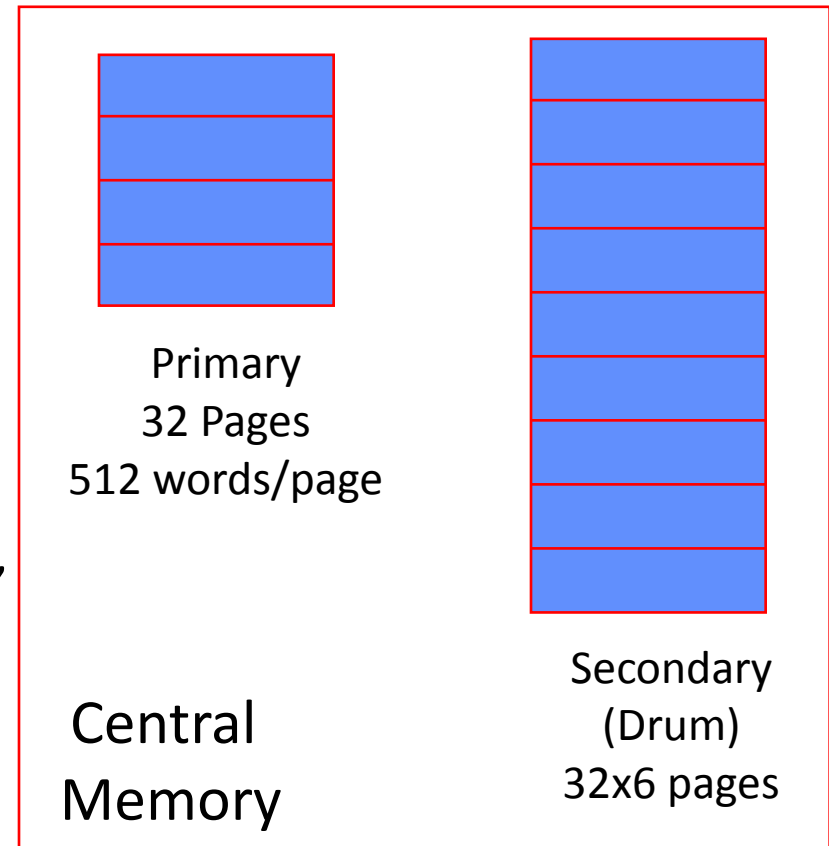 Primary
32 Pages
512 words/page
Secondary
(Drum)
32x6 pages
Central
Memory